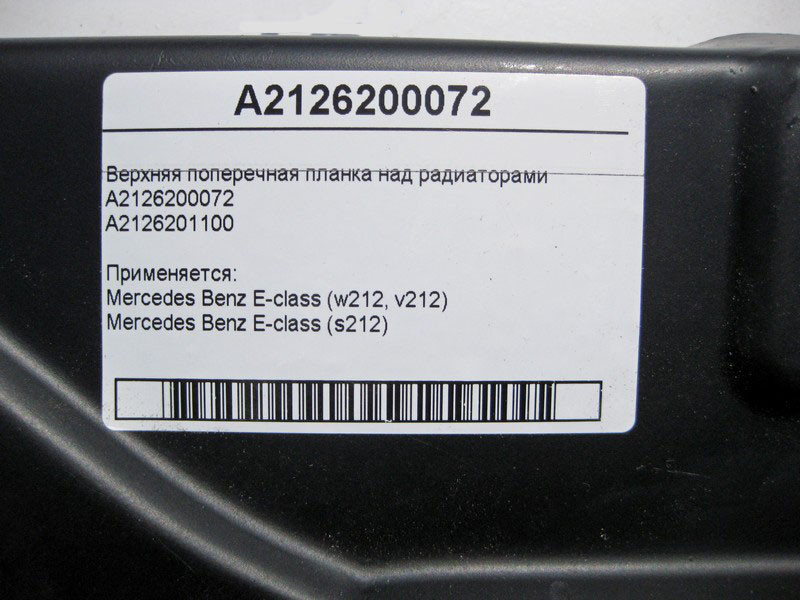 A2126200072
Верхняя поперечная планка над радиаторами
A2126200072
A2126201100
Применяется:
Mercedes Benz E-class (w212, v212)
Mercedes Benz E-class (s212)